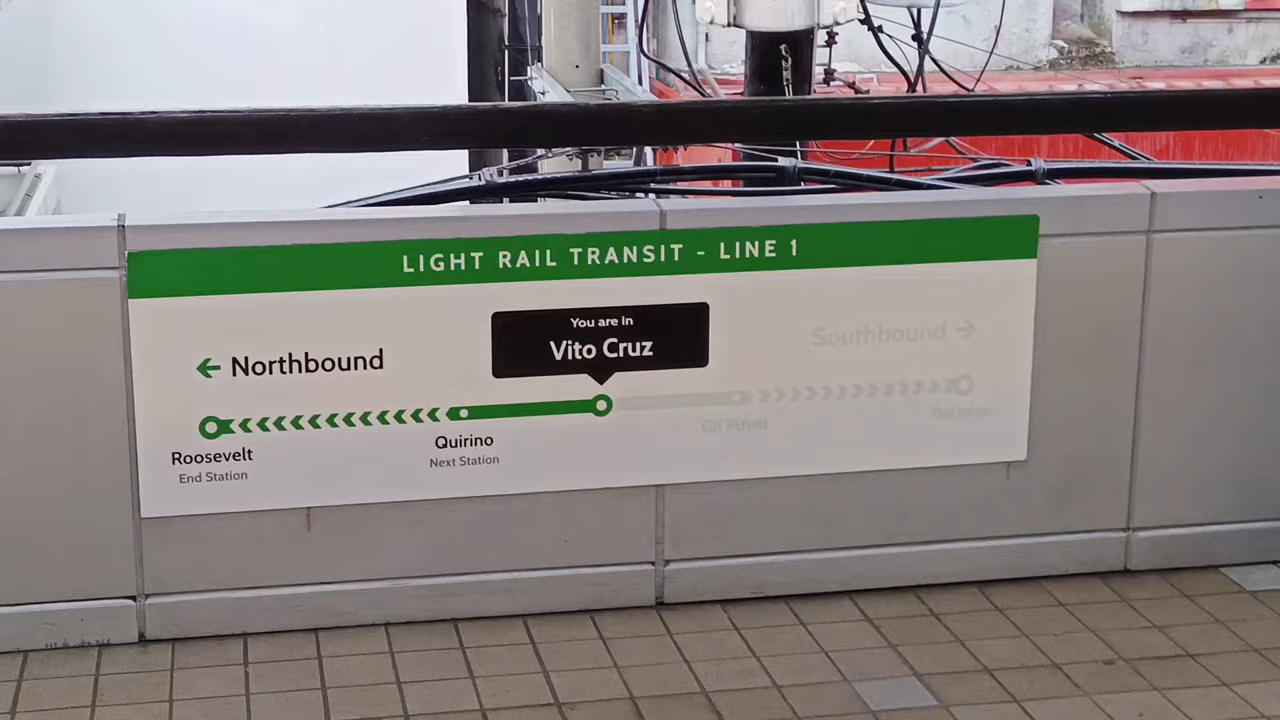 LIGHT RAIL TRANSIT - LINE 1
You are in
Vito Cruz
← Northbound
Southbound →
Roosevelt
End Station
Quirino
Next Station
Gil Puyat
Baclaran